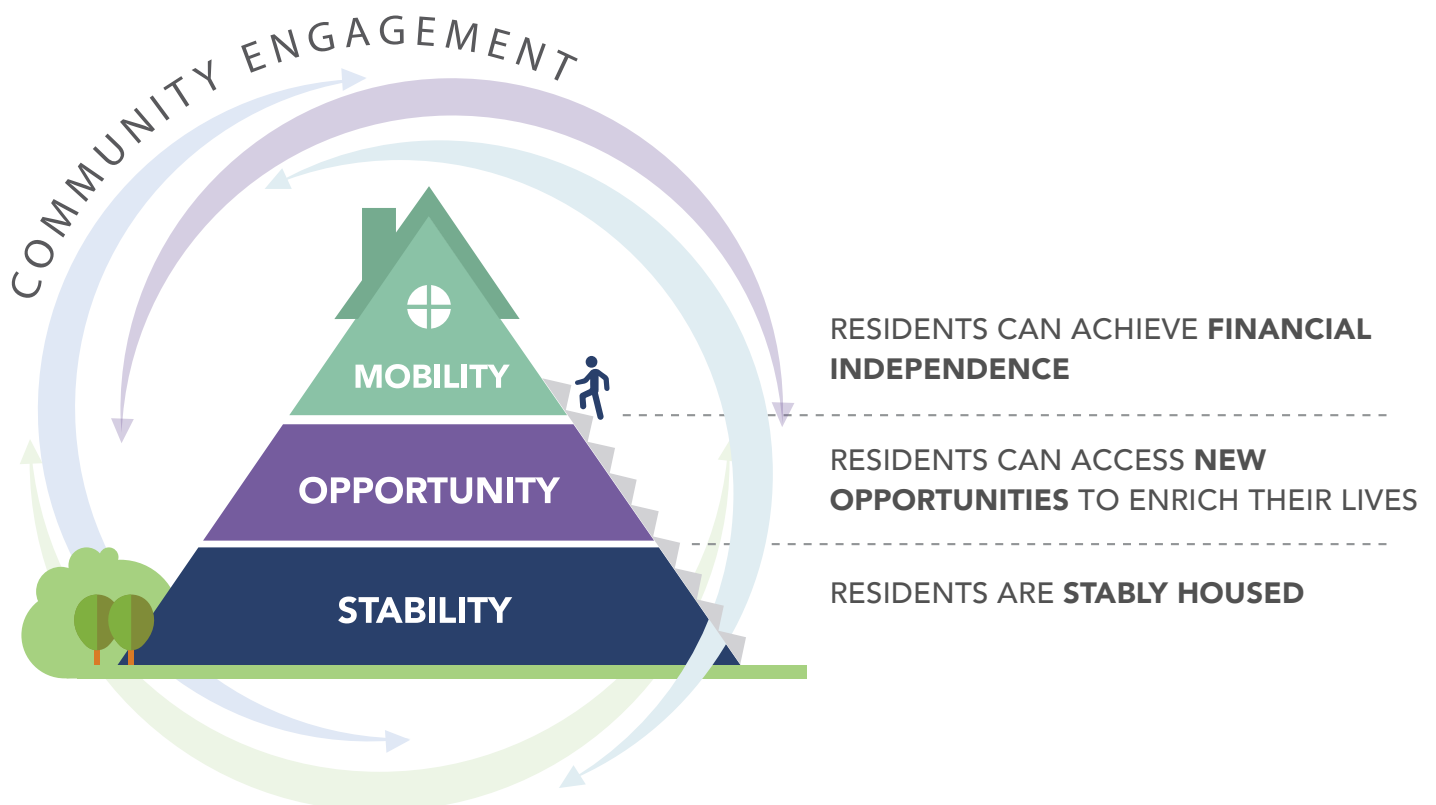 COMMUNITY ENGAGEMENT
MOBILITY
RESIDENTS CAN ACHIEVE FINANCIAL
INDEPENDENCE
OPPORTUNITY
RESIDENTS CAN ACCESS NEW
OPPORTUNITIES TO ENRICH THEIR LIVES
STABILITY
RESIDENTS ARE STABLY HOUSED